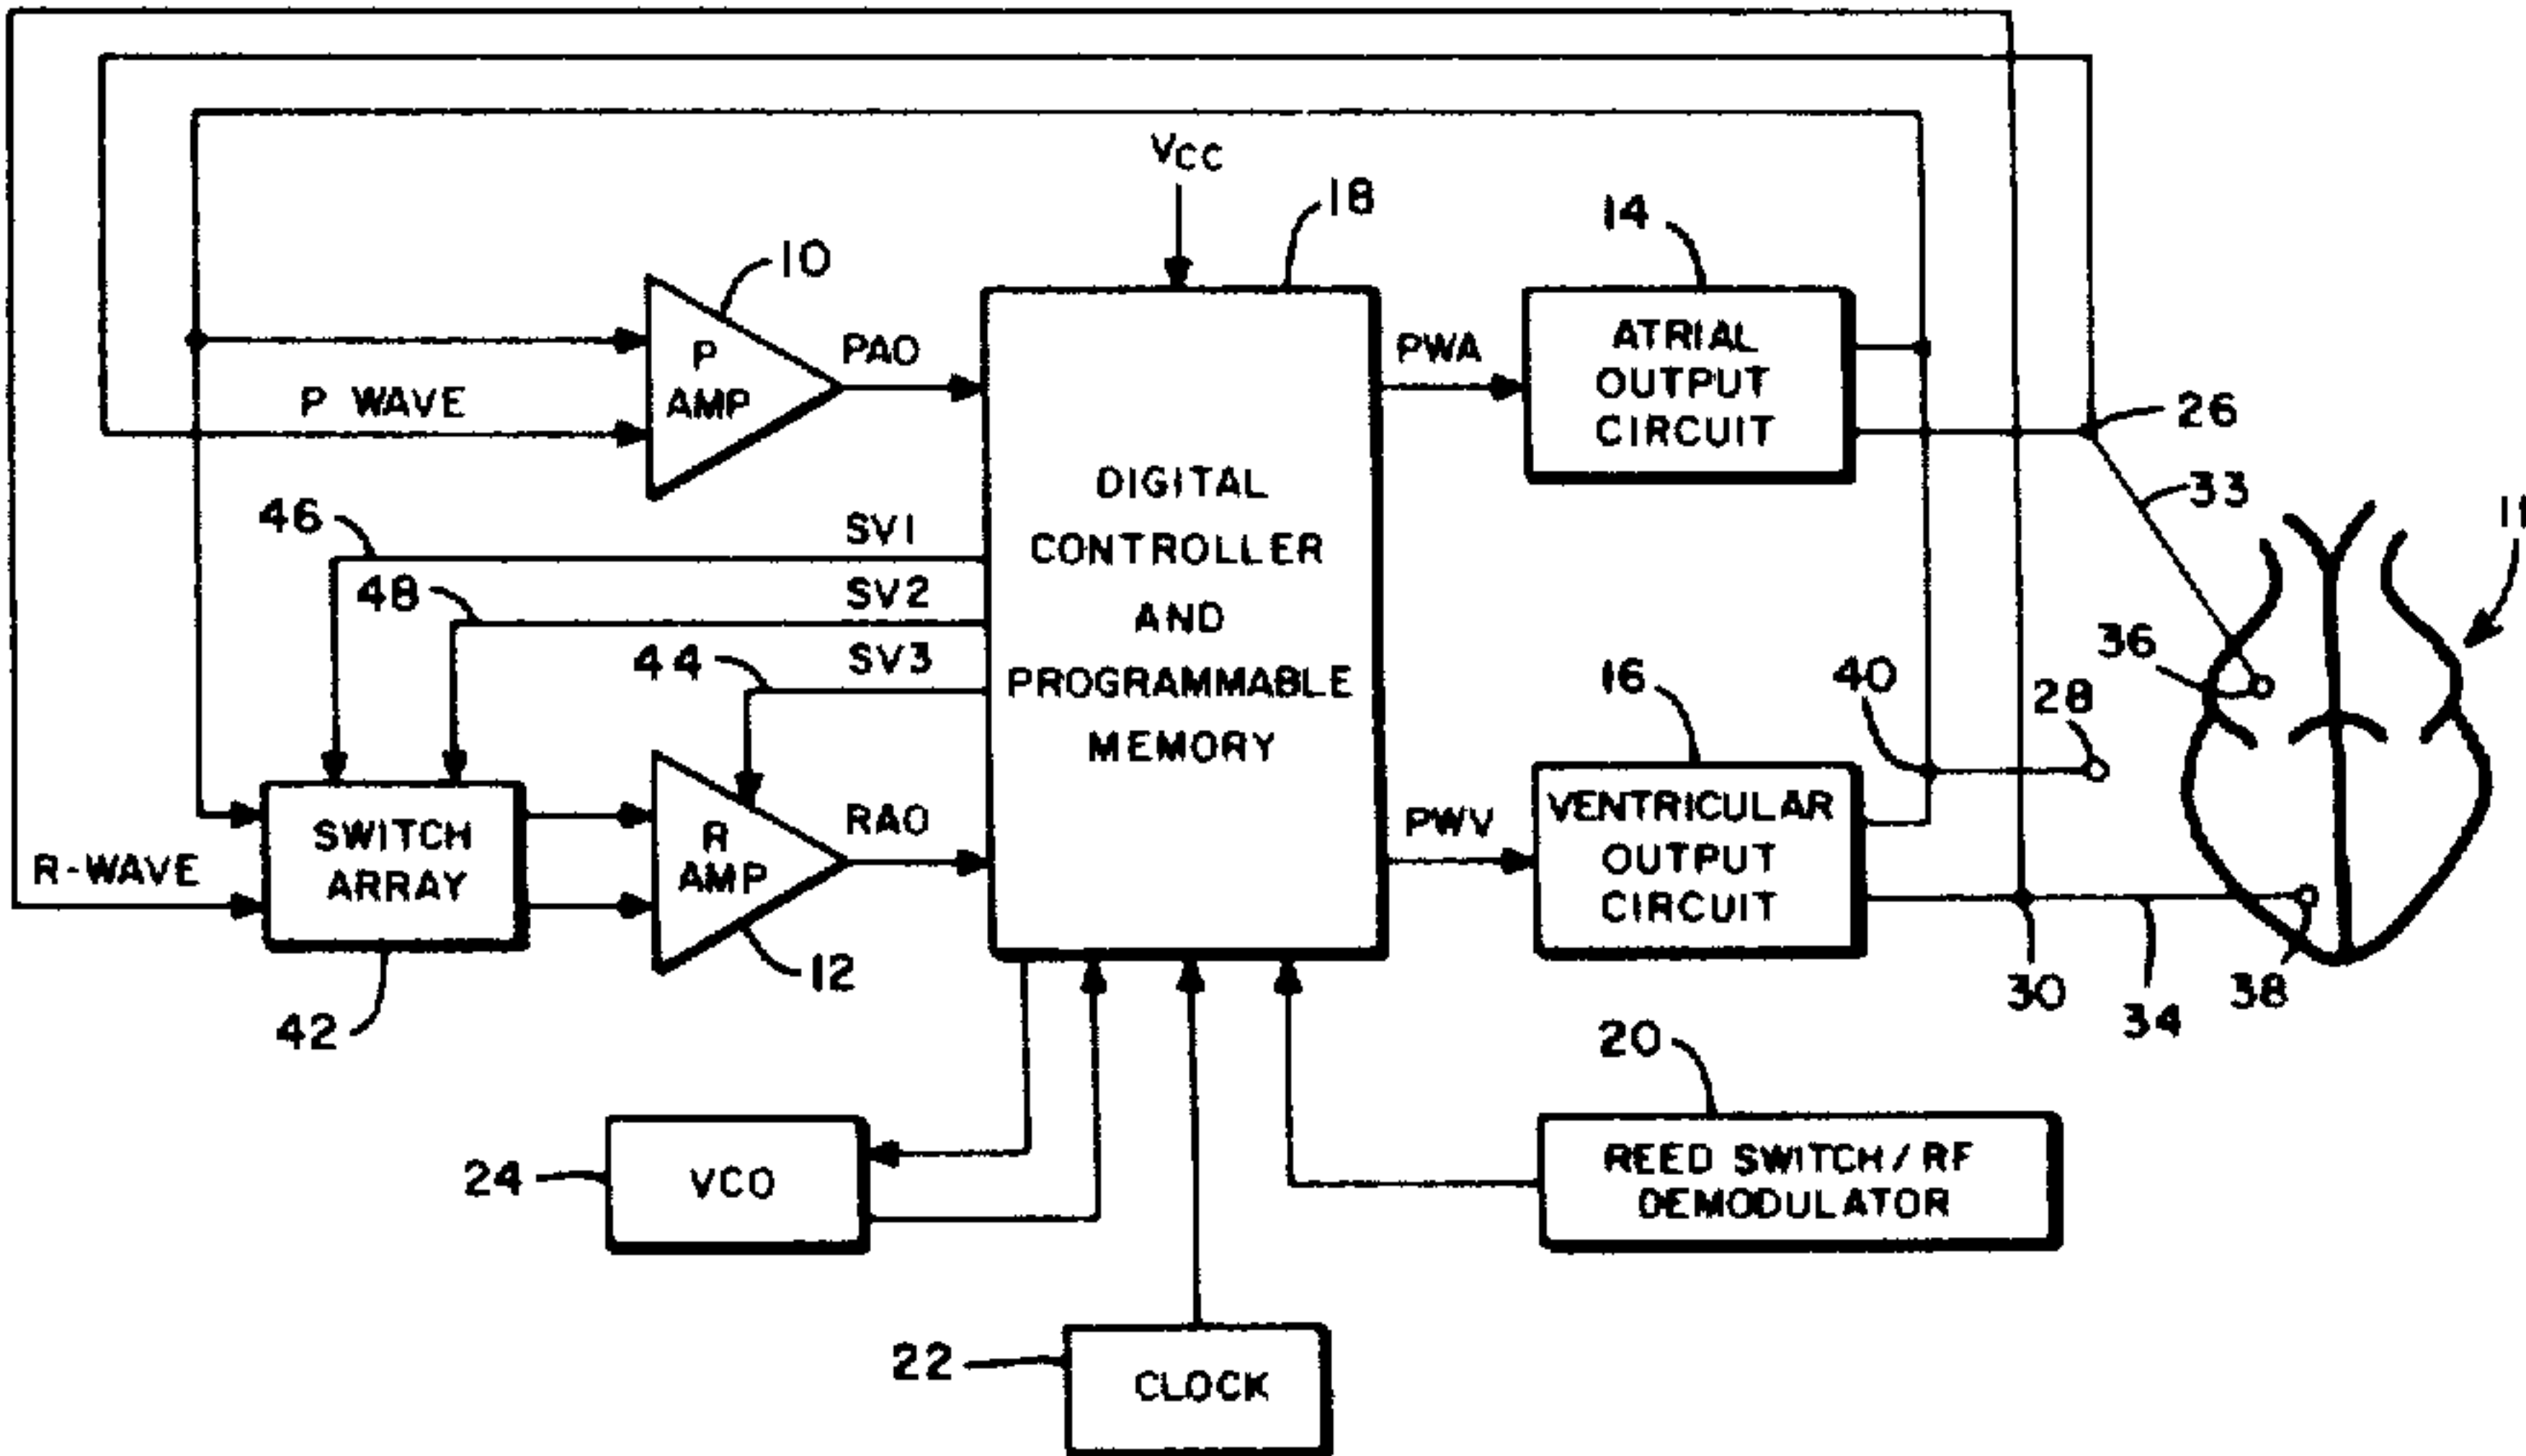 VCC
18
14
10
P
AMP
PAO
PWA
ATRIAL
OUTPUT
CIRCUIT
P WAVE
26
33
11
46
SV1
48
SV2
44
SV3
DIGITAL
CONTROLLER
AND
PROGRAMMABLE
MEMORY
36
16
40
28
SWITCH
ARRAY
R-WAVE
R
AMP
RAO
PWV
VENTRICULAR
OUTPUT
CIRCUIT
42
12
30
34
38
20
24
VCO
REED SWITCH / RF
DEMODULATOR
22
CLOCK